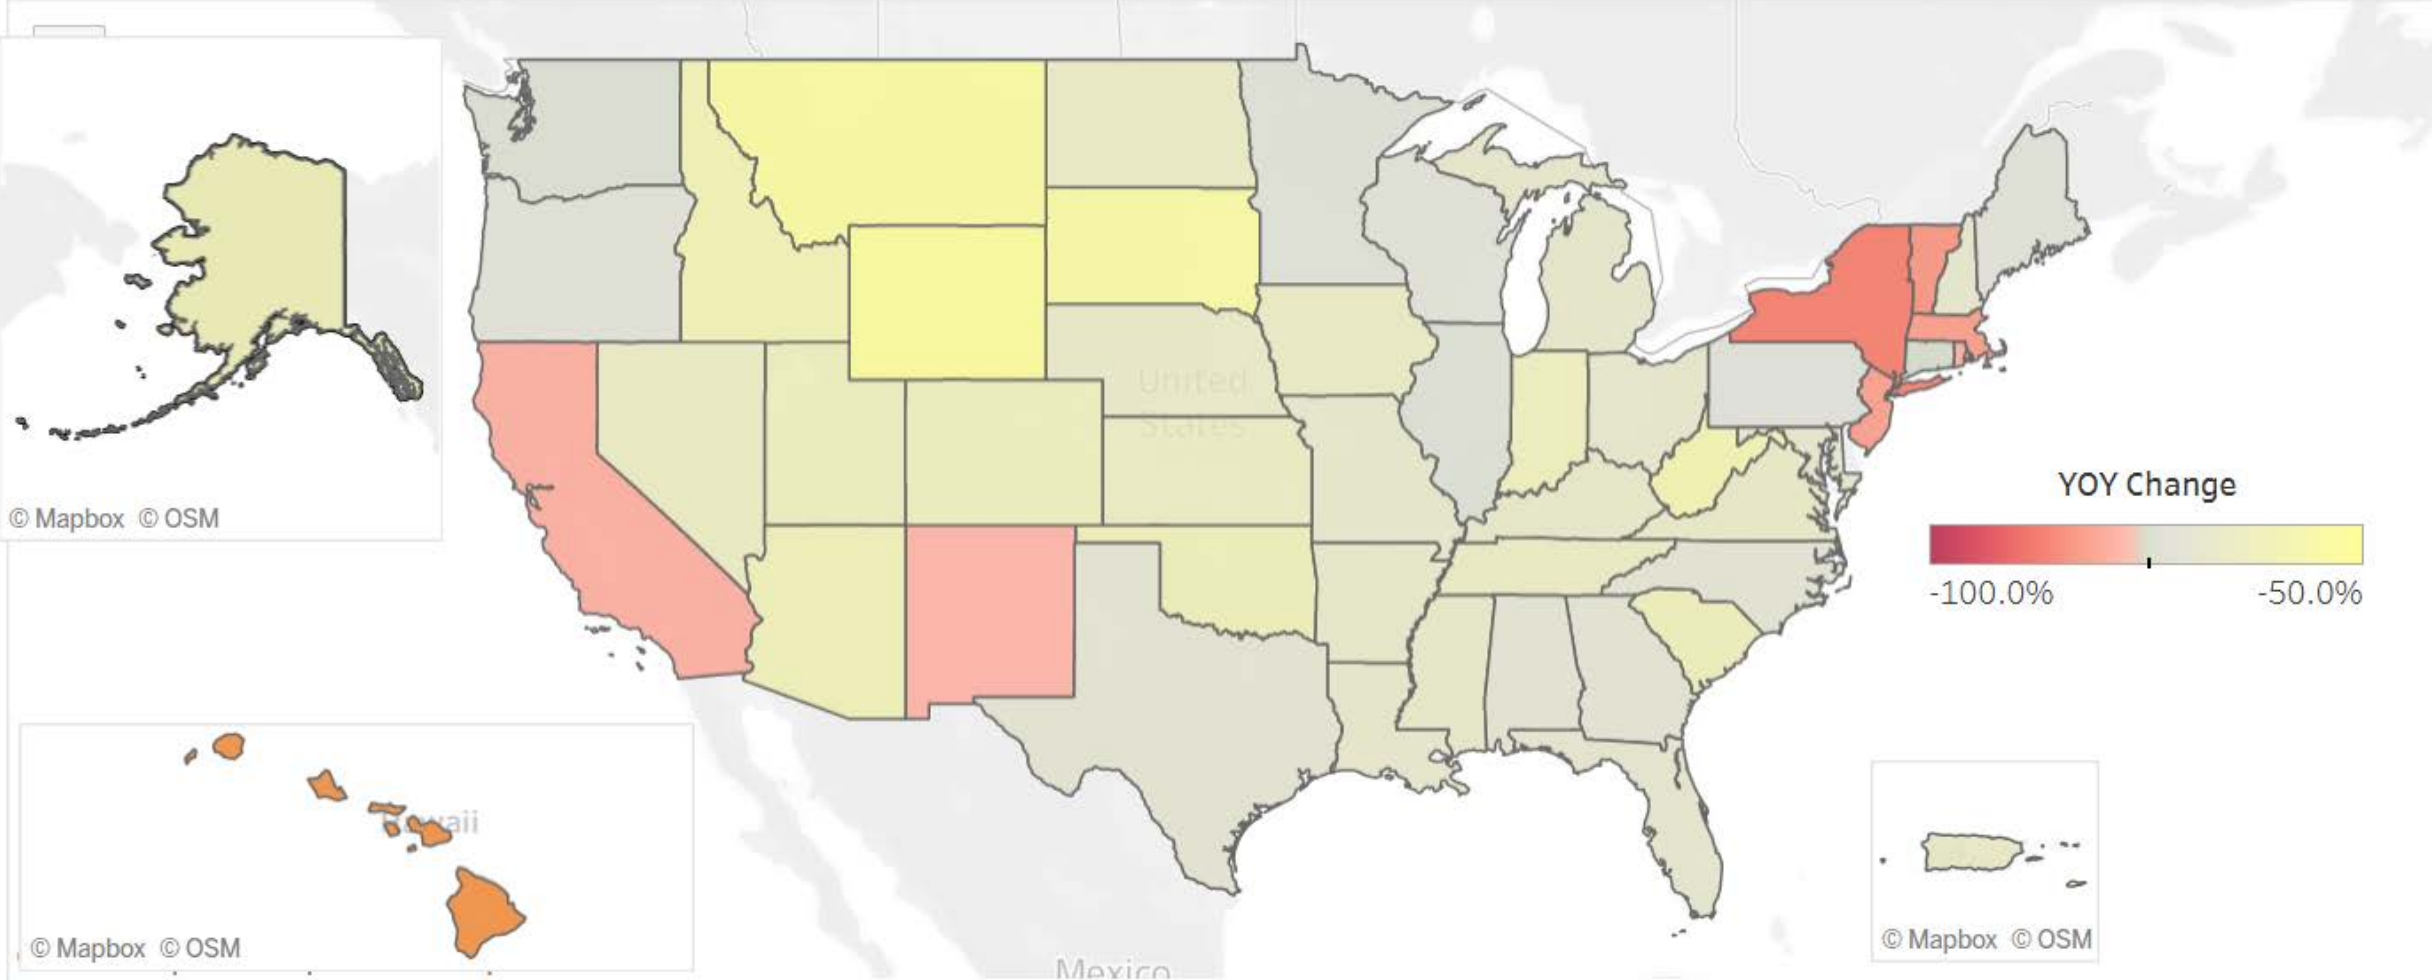 © Mapbox © OSM
United
States
YOY Change
-100.0% -50.0%
Hawaii
© Mapbox © OSM
© Mapbox © OSM
Mexico